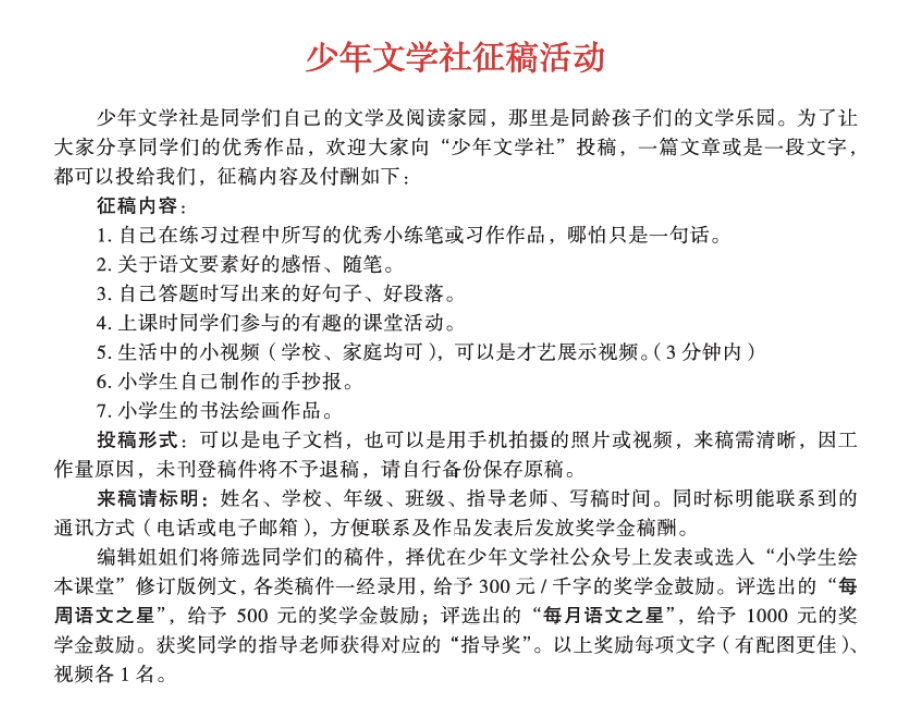 少年文学社征稿活动
少年文学社是同学们自己的文学及阅读家园，那里是同龄孩子们的文学乐园。为了让
大家分享同学们的优秀作品，欢迎大家向“少年文学社”投稿，一篇文章或是一段文字，
都可以投给我们，征稿内容及付酬如下：
征稿内容：
1. 自己在练习过程中所写的优秀小练笔或习作作品，哪怕只是一句话。
2. 关于语文要素好的感悟、随笔。
3. 自己答题时写出来的好句子、好段落。
4. 上课时同学们参与的有趣的课堂活动。
5. 生活中的小视频（学校、家庭均可），可以是才艺展示视频。（3 分钟内）
6. 小学生自己制作的手抄报。
7. 小学生的书法绘画作品。
投稿形式：可以是电子文档，也可以是用手机拍摄的照片或视频，来稿需清晰，因工
作量原因，未刊登稿件将不予退稿，请自行备份保存原稿。
来稿请标明：姓名、学校、年级、班级、指导老师、写稿时间。同时标明能联系到的
通讯方式（电话或电子邮箱），方便联系及作品发表后发放奖学金稿酬。
编辑姐姐们将筛选同学们的稿件，择优在少年文学社公众号上发表或选入“小学生绘
本课堂”修订版例文，各类稿件一经录用，给予 300 元 / 千字的奖学金鼓励。评选出的“每
周语文之星”，给予 500 元的奖学金鼓励；评选出的“每月语文之星”，给予 1000 元的奖
学金鼓励。获奖同学的指导老师获得对应的“指导奖”。以上奖励每项文字（有配图更佳）、
视频各 1 名。